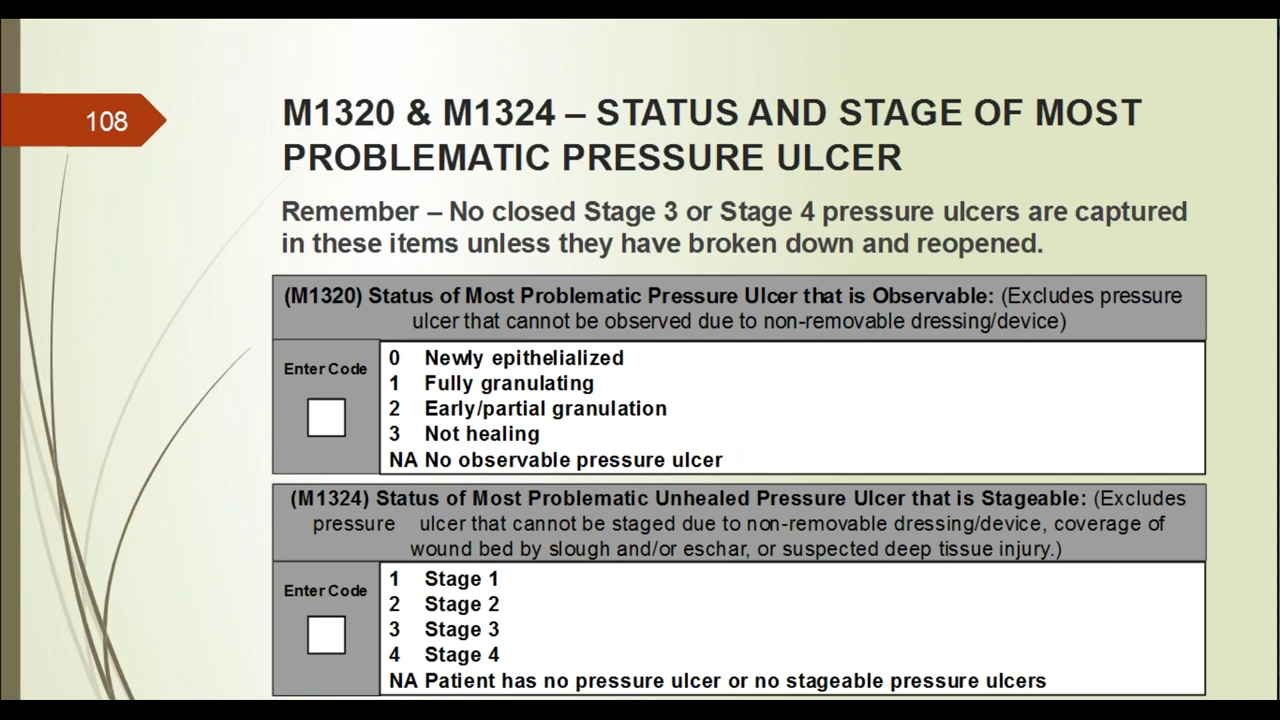 108
M1320 & M1324 – STATUS AND STAGE OF MOST
PROBLEMATIC PRESSURE ULCER
Remember – No closed Stage 3 or Stage 4 pressure ulcers are captured
in these items unless they have broken down and reopened.
(M1320) Status of Most Problematic Pressure Ulcer that is Observable: (Excludes pressure
ulcer that cannot be observed due to non-removable dressing/device)
Enter Code
0 Newly epithelialized
1 Fully granulating
2 Early/partial granulation
3 Not healing
NA No observable pressure ulcer
(M1324) Status of Most Problematic Unhealed Pressure Ulcer that is Stageable: (Excludes
pressure ulcer that cannot be staged due to non-removable dressing/device, coverage of
wound bed by slough and/or eschar, or suspected deep tissue injury.)
Enter Code
1 Stage 1
2 Stage 2
3 Stage 3
4 Stage 4
NA Patient has no pressure ulcer or no stageable pressure ulcers